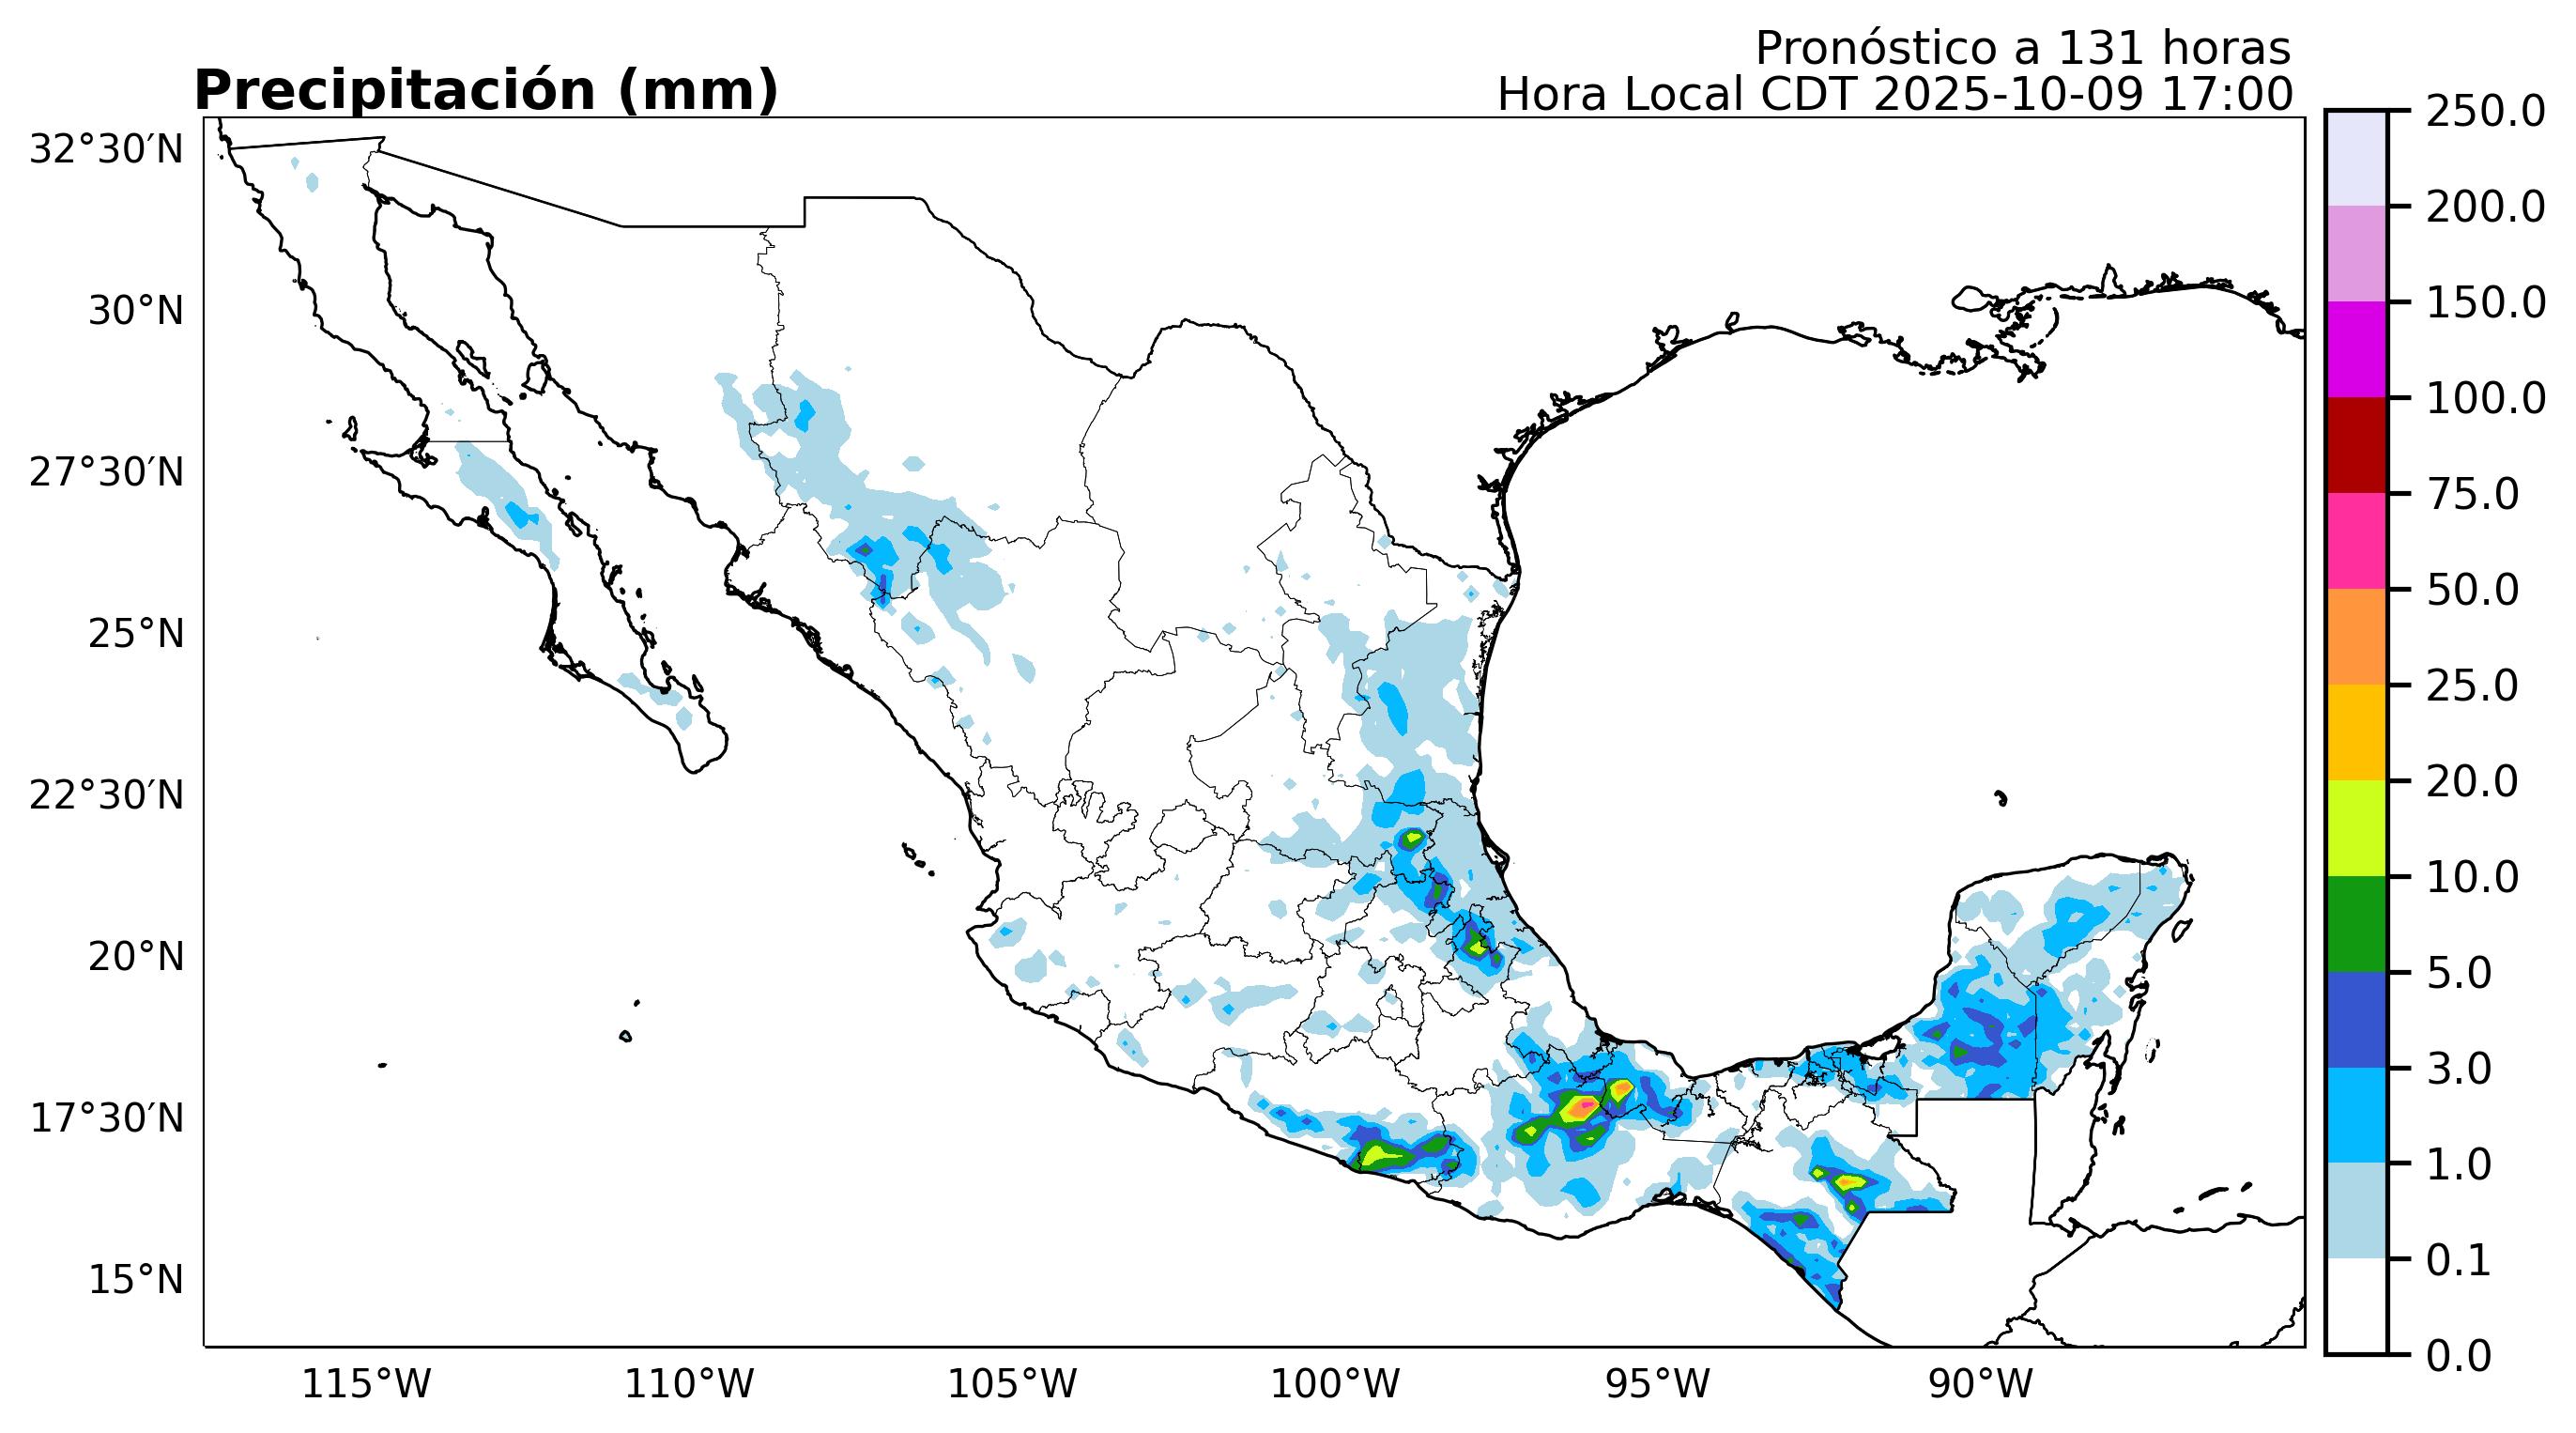 Pronóstico a 131 horas
Precipitación (mm)
Hora Local CDT 2025-10-09 17:00
32°30′N
30°N
27°30′N
25°N
22°30′N
20°N
17°30′N
15°N
115°W
110°W
105°W
100°W
95°W
90°W
250.0
200.0
150.0
100.0
75.0
50.0
25.0
20.0
10.0
5.0
3.0
1.0
0.1
0.0